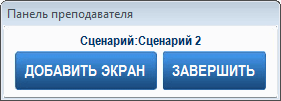 Панель преподавателя
Сценарий:Сценарий 2
ДОБАВИТЬ ЭКРАН ЗАВЕРШИТЬ